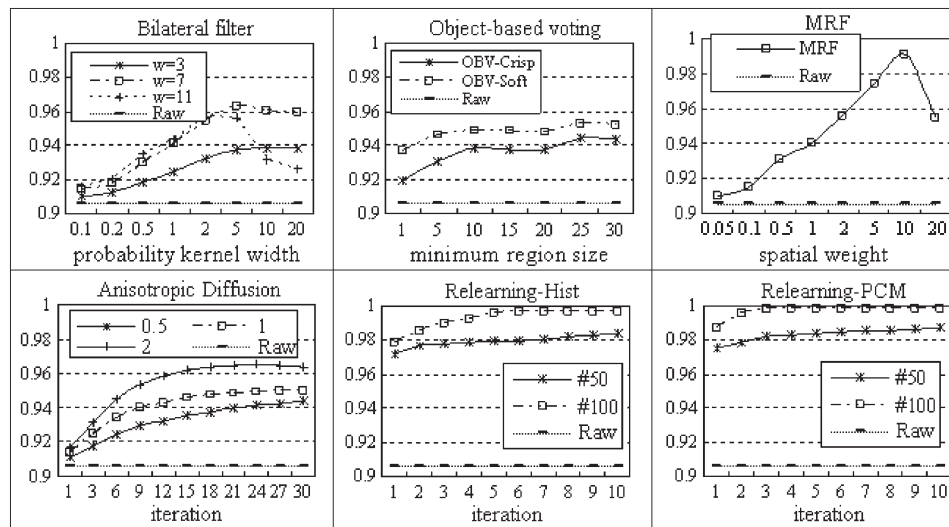 Bilateral filter
1
0.98
0.96
0.94
0.92
0.9
w=3
w=7
w=11
Raw
0.1 0.2 0.5 1 2 5 10 20
probability kernel width
Object-based voting
1
0.98
0.96
0.94
0.92
0.9
OBV-Crisp
OBV-Soft
Raw
1 5 10 15 20 25 30
minimum region size
MRF
1
0.98
0.96
0.94
0.92
0.9
MRF
Raw
0.05 0.1 0.5 1 2 5 10 20
spatial weight
Anisotropic Diffusion
1
0.98
0.96
0.94
0.92
0.9
0.5 1
2 Raw
1 3 6 9 12 15 18 21 24 27 30
iteration
Relearning-Hist
1
0.98
0.96
0.94
0.92
0.9
#50
#100
Raw
1 2 3 4 5 6 7 8 9 10
iteration
Relearning-PCM
1
0.98
0.96
0.94
0.92
0.9
#50
#100
Raw
1 2 3 4 5 6 7 8 9 10
iteration